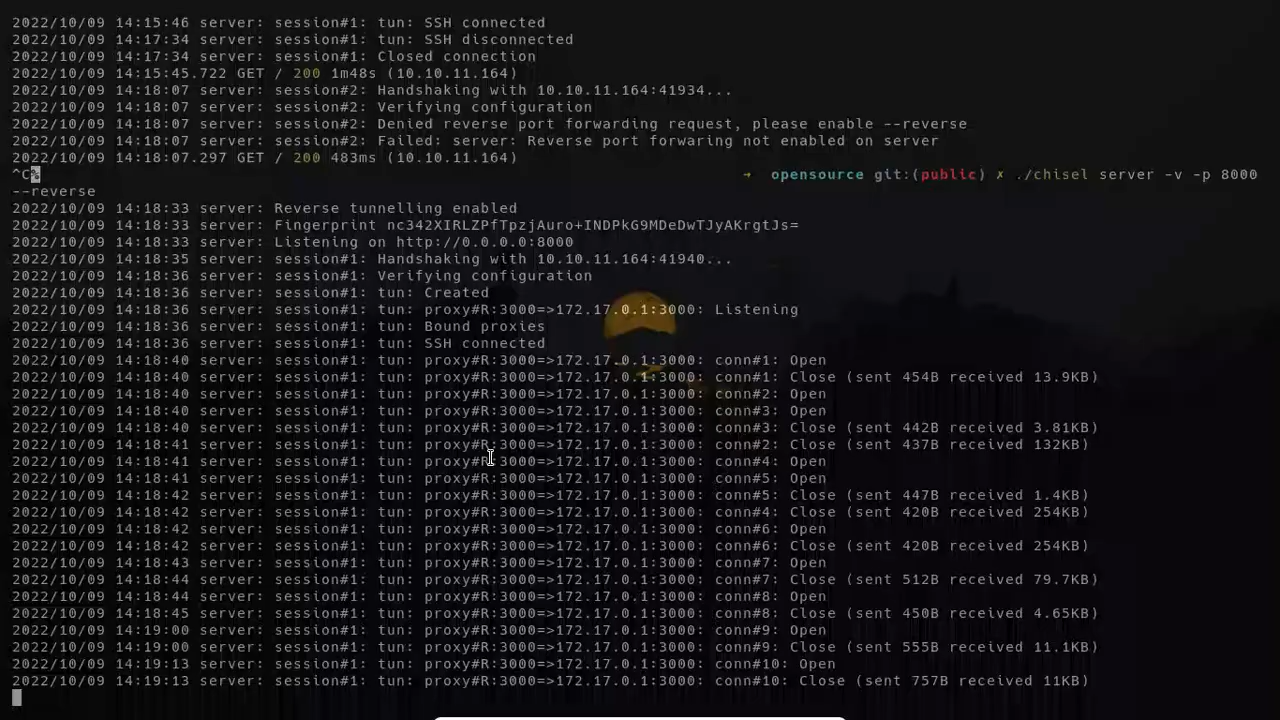 2022/10/09 14:15:46 server: session#1: tun: SSH connected
2022/10/09 14:17:34 server: session#1: tun: SSH disconnected
2022/10/09 14:17:34 server: session#1: Closed connection
2022/10/09 14:15:45.722 GET / 200 1m48s (10.10.11.164)
2022/10/09 14:18:07 server: session#2: Handshaking with 10.10.11.164:41934...
2022/10/09 14:18:07 server: session#2: Verifying configuration
2022/10/09 14:18:07 server: session#2: Denied reverse port forwarding request, please enable --reverse
2022/10/09 14:18:07 server: session#2: Failed: server: Reverse port forwaring not enabled on server
2022/10/09 14:18:07.297 GET / 200 483ms (10.10.11.164)
^C% → opensource git:(public) ✗ ./chisel server -v -p 8000
--reverse
2022/10/09 14:18:33 server: Reverse tunnelling enabled
2022/10/09 14:18:33 server: Fingerprint nc342XIRLZPfTpzjAuro+INDPkG9MDeDwTJyAKrgtJs=
2022/10/09 14:18:33 server: Listening on http://0.0.0.0:8000
2022/10/09 14:18:35 server: session#1: Handshaking with 10.10.11.164:41940...
2022/10/09 14:18:36 server: session#1: Verifying configuration
2022/10/09 14:18:36 server: session#1: tun: Created
2022/10/09 14:18:36 server: session#1: tun: proxy#R:3000=>172.17.0.1:3000: Listening
2022/10/09 14:18:36 server: session#1: tun: Bound proxies
2022/10/09 14:18:36 server: session#1: tun: SSH connected
2022/10/09 14:18:40 server: session#1: tun: proxy#R:3000=>172.17.0.1:3000: conn#1: Open
2022/10/09 14:18:40 server: session#1: tun: proxy#R:3000=>172.17.0.1:3000: conn#1: Close (sent 454B received 13.9KB)
2022/10/09 14:18:40 server: session#1: tun: proxy#R:3000=>172.17.0.1:3000: conn#2: Open
2022/10/09 14:18:40 server: session#1: tun: proxy#R:3000=>172.17.0.1:3000: conn#3: Open
2022/10/09 14:18:40 server: session#1: tun: proxy#R:3000=>172.17.0.1:3000: conn#3: Close (sent 442B received 3.81KB)
2022/10/09 14:18:41 server: session#1: tun: proxy#R:3000=>172.17.0.1:3000: conn#2: Close (sent 437B received 132KB)
2022/10/09 14:18:41 server: session#1: tun: proxy#R:3000=>172.17.0.1:3000: conn#4: Open
2022/10/09 14:18:41 server: session#1: tun: proxy#R:3000=>172.17.0.1:3000: conn#5: Open
2022/10/09 14:18:42 server: session#1: tun: proxy#R:3000=>172.17.0.1:3000: conn#5: Close (sent 447B received 1.4KB)
2022/10/09 14:18:42 server: session#1: tun: proxy#R:3000=>172.17.0.1:3000: conn#4: Close (sent 420B received 254KB)
2022/10/09 14:18:42 server: session#1: tun: proxy#R:3000=>172.17.0.1:3000: conn#6: Open
2022/10/09 14:18:42 server: session#1: tun: proxy#R:3000=>172.17.0.1:3000: conn#6: Close (sent 420B received 254KB)
2022/10/09 14:18:43 server: session#1: tun: proxy#R:3000=>172.17.0.1:3000: conn#7: Open
2022/10/09 14:18:44 server: session#1: tun: proxy#R:3000=>172.17.0.1:3000: conn#7: Close (sent 512B received 79.7KB)
2022/10/09 14:18:44 server: session#1: tun: proxy#R:3000=>172.17.0.1:3000: conn#8: Open
2022/10/09 14:18:45 server: session#1: tun: proxy#R:3000=>172.17.0.1:3000: conn#8: Close (sent 450B received 4.65KB)
2022/10/09 14:19:00 server: session#1: tun: proxy#R:3000=>172.17.0.1:3000: conn#9: Open
2022/10/09 14:19:00 server: session#1: tun: proxy#R:3000=>172.17.0.1:3000: conn#9: Close (sent 555B received 11.1KB)
2022/10/09 14:19:13 server: session#1: tun: proxy#R:3000=>172.17.0.1:3000: conn#10: Open
2022/10/09 14:19:13 server: session#1: tun: proxy#R:3000=>172.17.0.1:3000: conn#10: Close (sent 757B received 11KB)